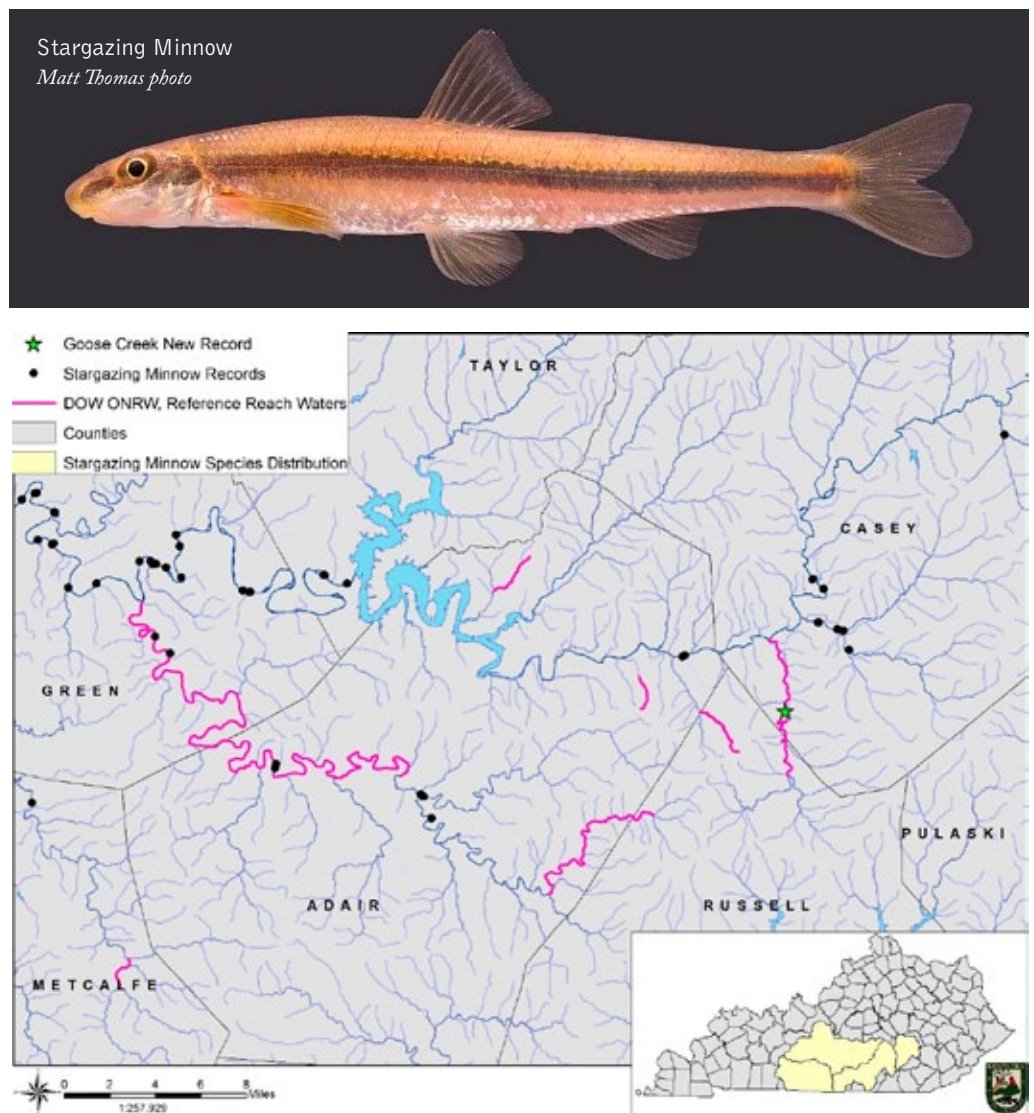 Stargazing Minnow
Matt Thomas photo
Goose Creek New Record
Stargazing Minnow Records
DOW ONRW, Reference Reach Waters
Counties
Stargazing Minnow Species Distribution
TAYLOR
CASEY
GREEN
PULASKI
ADAIR
RUSSELL
METCALFE
0 2 4 6 8
Miles
1:257,929